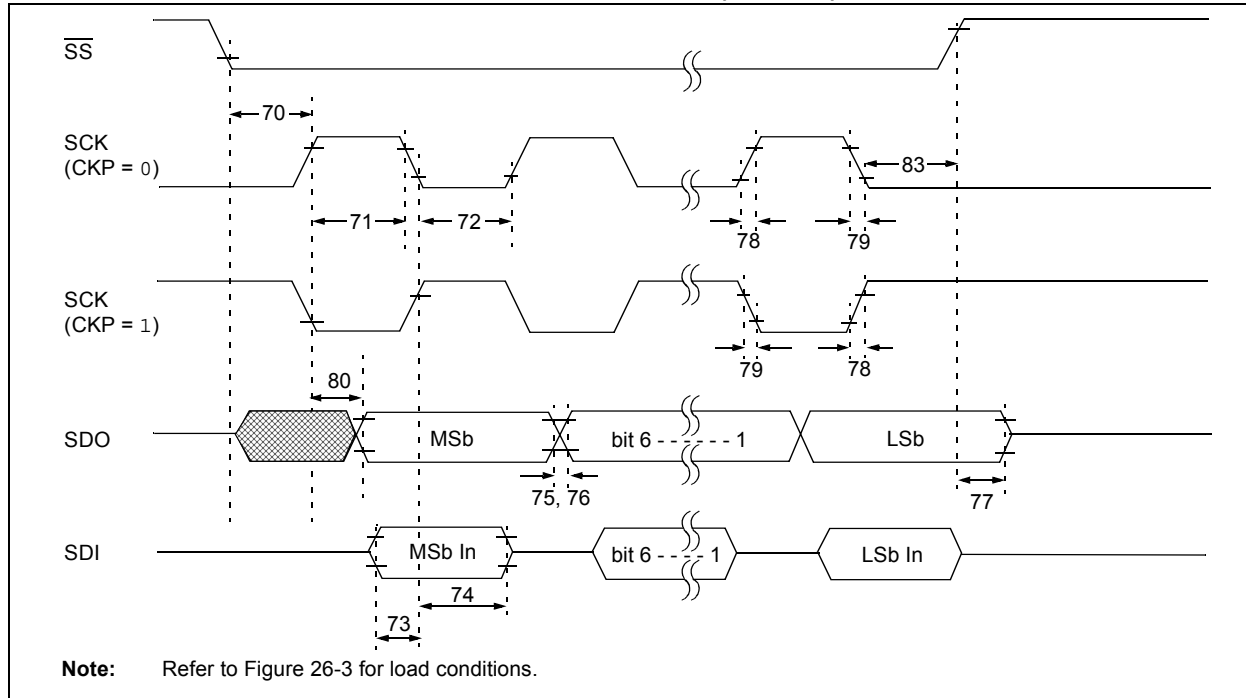 SS
70
SCK
(CKP = 0)
83
71
72
78
79
SCK
(CKP = 1)
79
78
80
SDO
MSb
bit 6 - - - - - - 1
LSb
75, 76
77
SDI
MSb In
bit 6 - - - - 1
LSb In
74
73
Note: Refer to Figure 26-3 for load conditions.